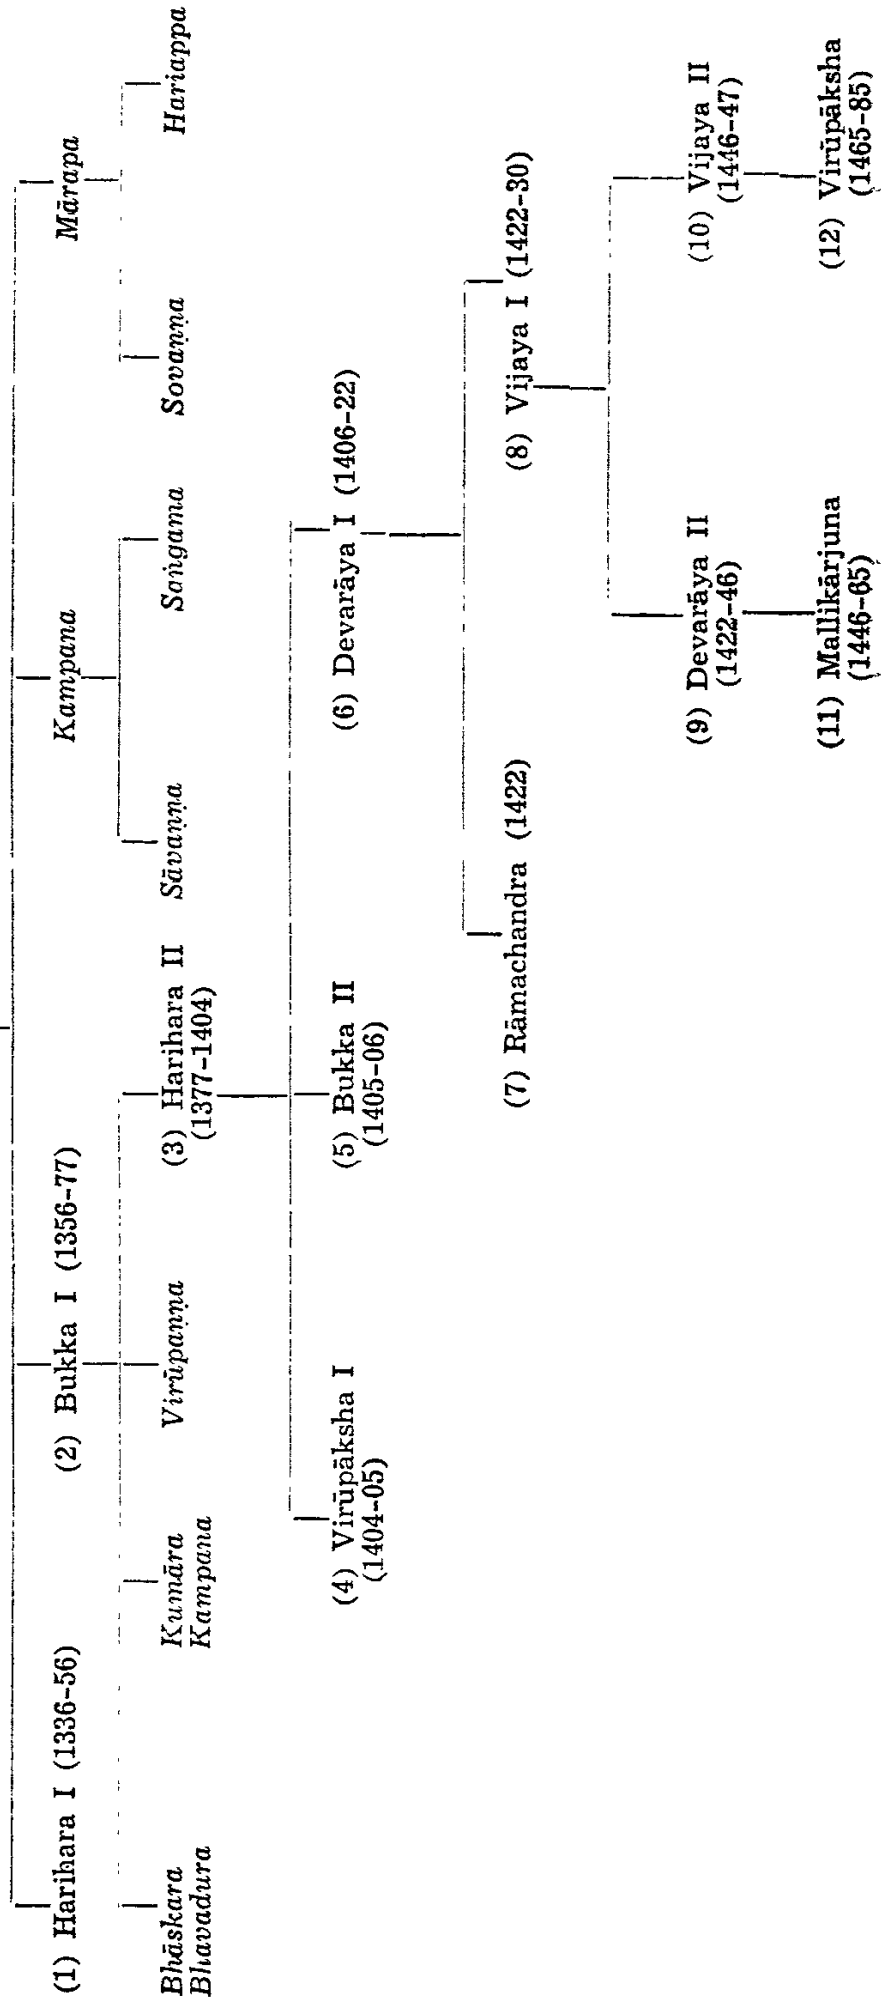 (1) Harihara I (1336-56)
(2) Bukka I (1356-77)
Kampana
Mārapa
Bhāskara
Bhavadura
Kumāra
Kampana
Virūpaṇṇa
(3) Harihara II
(1377-1404)
Sāvaṇṇa
Saṅgama
Sovaṇṇa
Hariappa
(4) Virūpāksha I
(1404-05)
(5) Bukka II
(1405-06)
(6) Devarāya I (1406-22)
(7) Rāmachandra (1422)
(8) Vijaya I (1422-30)
(9) Devarāya II
(1422-46)
(10) Vijaya II
(1446-47)
(11) Mallikārjuna
(1446-65)
(12) Virūpāksha
(1465-85)